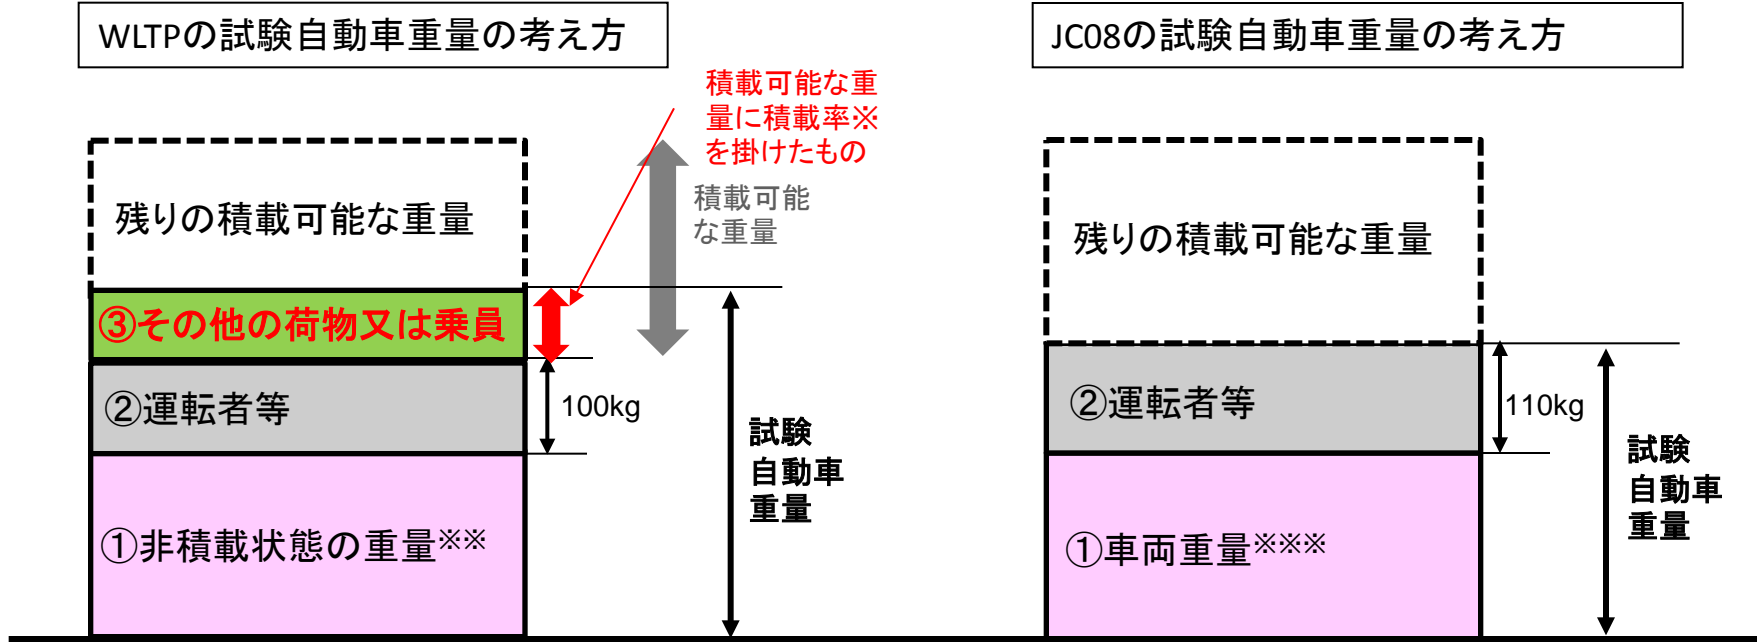 WLTPの試験自動車重量の考え方
積載可能な重
量に積載率※
を掛けたもの
積載可能
な重量
残りの積載可能な重量
③その他の荷物又は乗員
②運転者等
100kg
試験
自動車
重量
①非積載状態の重量※※
JC08の試験自動車重量の考え方
残りの積載可能な重量
②運転者等
110kg
試験
自動車
重量
①車両重量※※※